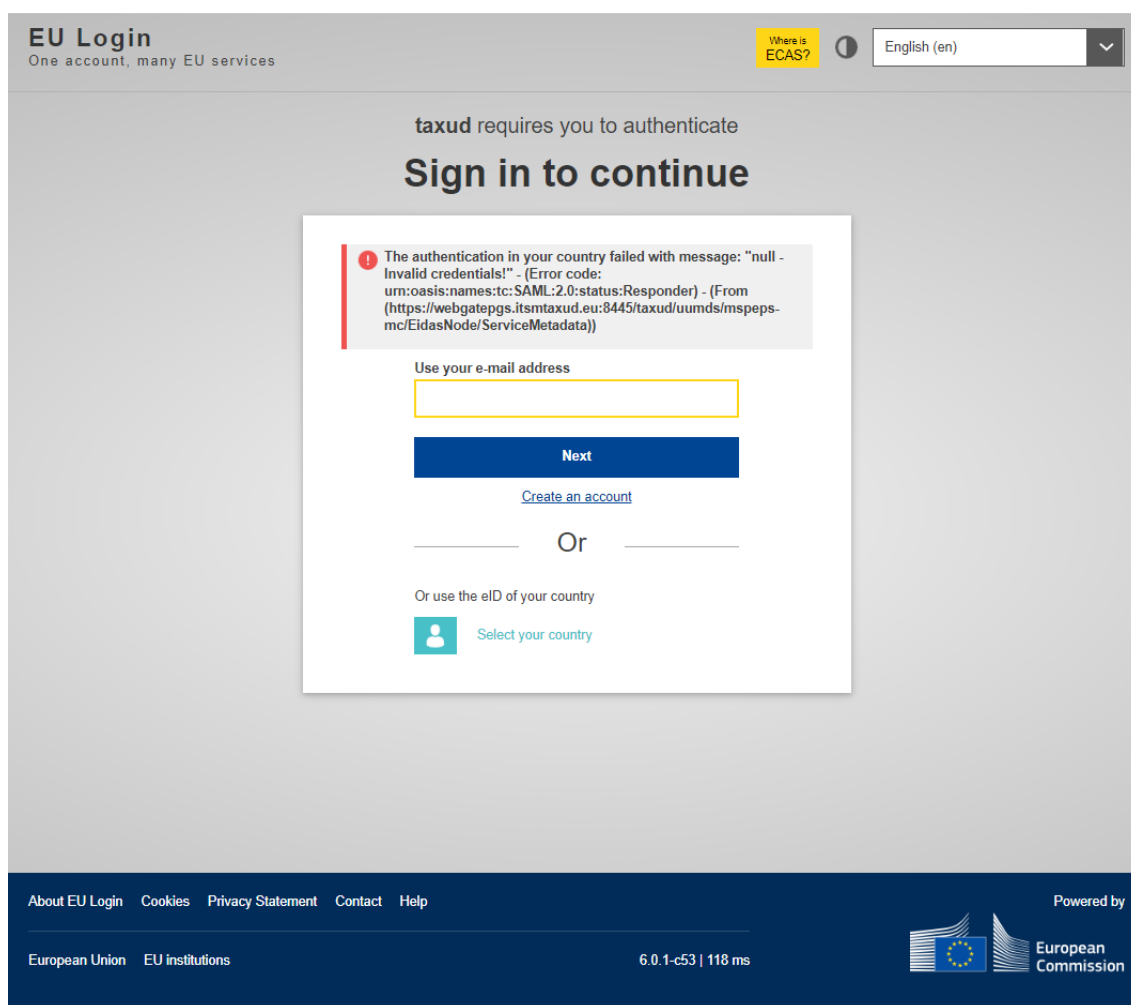 EU Login
One account, many EU services
Where is
ECAS?
English (en)
taxud requires you to authenticate
Sign in to continue
The authentication in your country failed with message: "null -
Invalid credentials!" - (Error code:
urn:oasis:names:tc:SAML:2.0:status:Responder) - (From
(https://webgatepgs.itsmtaxud.eu:8445/taxud/uumds/mspeps-
mc/EidasNode/ServiceMetadata))
Use your e-mail address
Next
Create an account
Or
Or use the eID of your country
Select your country
About EU Login Cookies Privacy Statement Contact Help
Powered by
European Union EU institutions
6.0.1-c53 | 118 ms
European
Commission